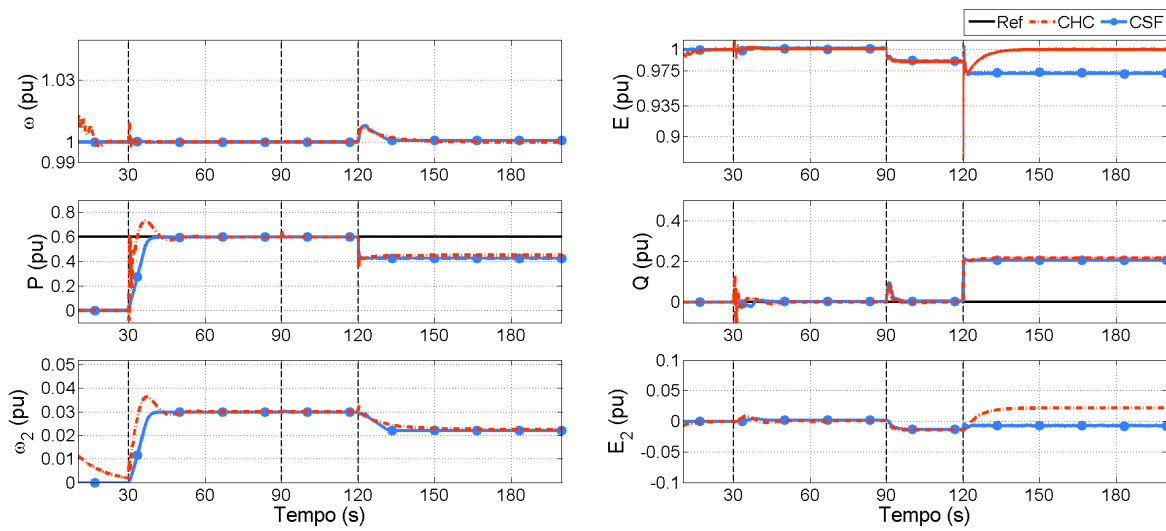 Ref CHC CSF
ω (pu)
1.03
1
0.99
30 60 90 120 150 180
E (pu)
1
0.975
0.935
0.9
30 60 90 120 150 180
P (pu)
0.8
0.6
0.4
0.2
0
30 60 90 120 150 180
Q (pu)
0.4
0.2
0
30 60 90 120 150 180
ω₂ (pu)
0.05
0.04
0.03
0.02
0.01
0
30 60 90 120 150 180
Tempo (s)
E₂ (pu)
0.1
0.05
0
-0.05
-0.1
30 60 90 120 150 180
Tempo (s)